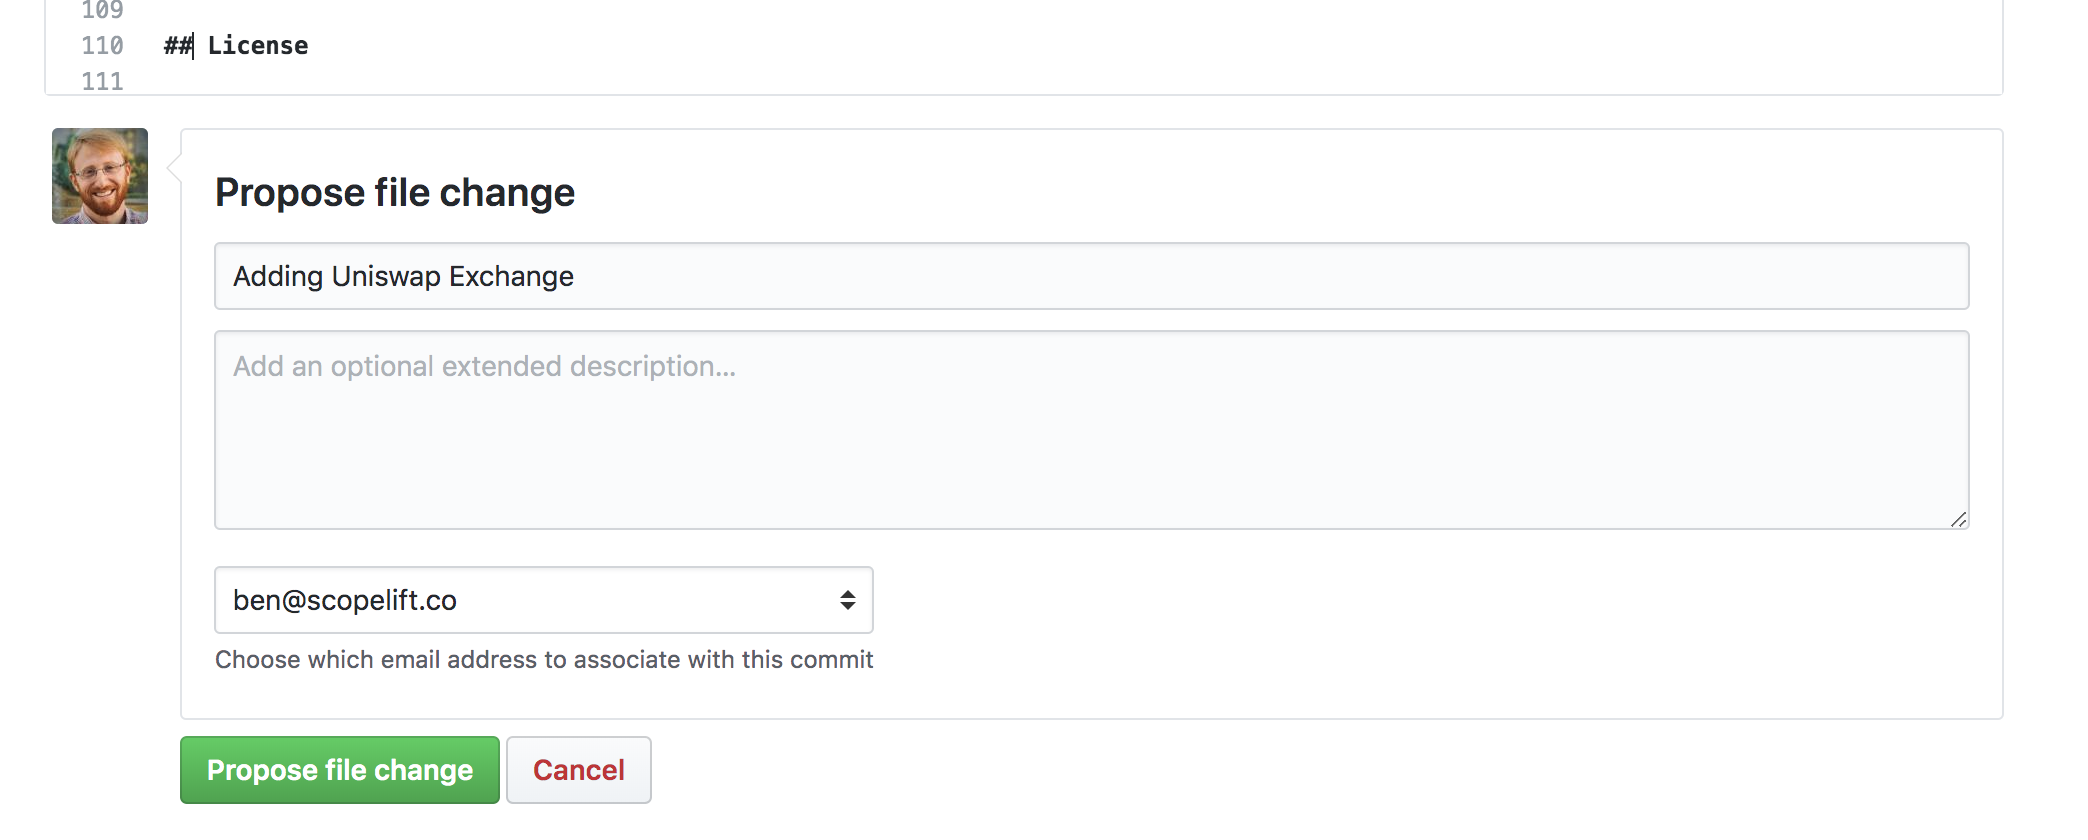 109
110 ## License
111
Propose file change
Adding Uniswap Exchange
Add an optional extended description...
ben@scopelift.co
Choose which email address to associate with this commit
Propose file change Cancel